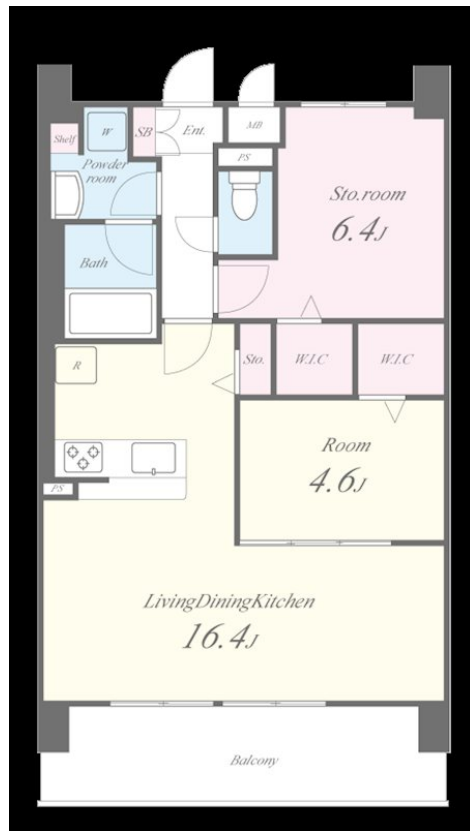 Shelf
W
SB
Ent.
MB
PS
Powder
room
Sto.room
6.4J
Bath
R
Sto.
W.I.C
W.I.C
Room
4.6J
PS
LivingDiningKitchen
16.4J
Balcony